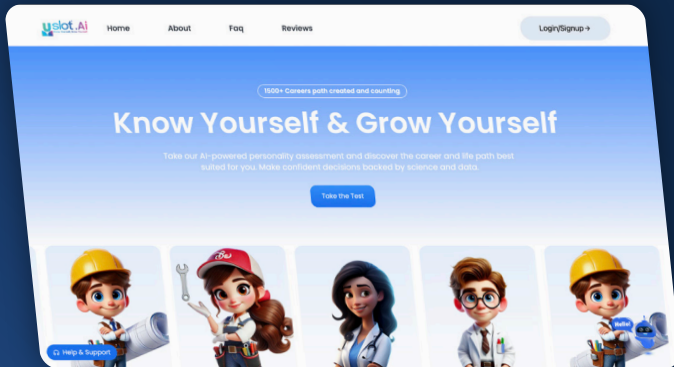 uslot.Ai
Home
About
Faq
Reviews
Login/Signup →
1500+ Careers path created and counting
Know Yourself & Grow Yourself
Take our AI-powered personality assessment and discover the career and life path best
suited for you. Make confident decisions backed by science and data.
Take the Test
Help & Support
Hello!